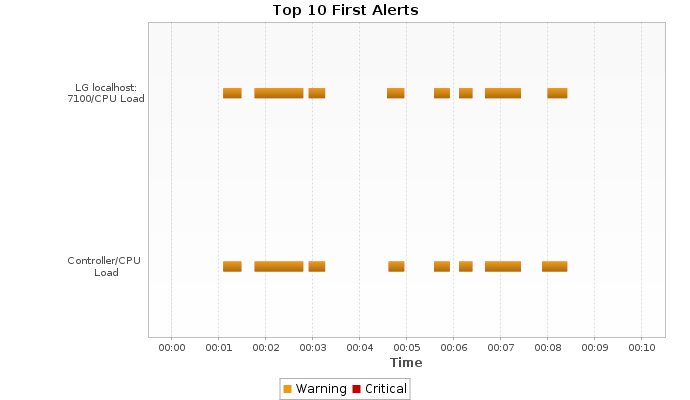 Top 10 First Alerts
LG localhost:
7100/CPU Load
Controller/CPU
Load
00:00 00:01 00:02 00:03 00:04 00:05 00:06 00:07 00:08 00:09 00:10
Time
Warning Critical